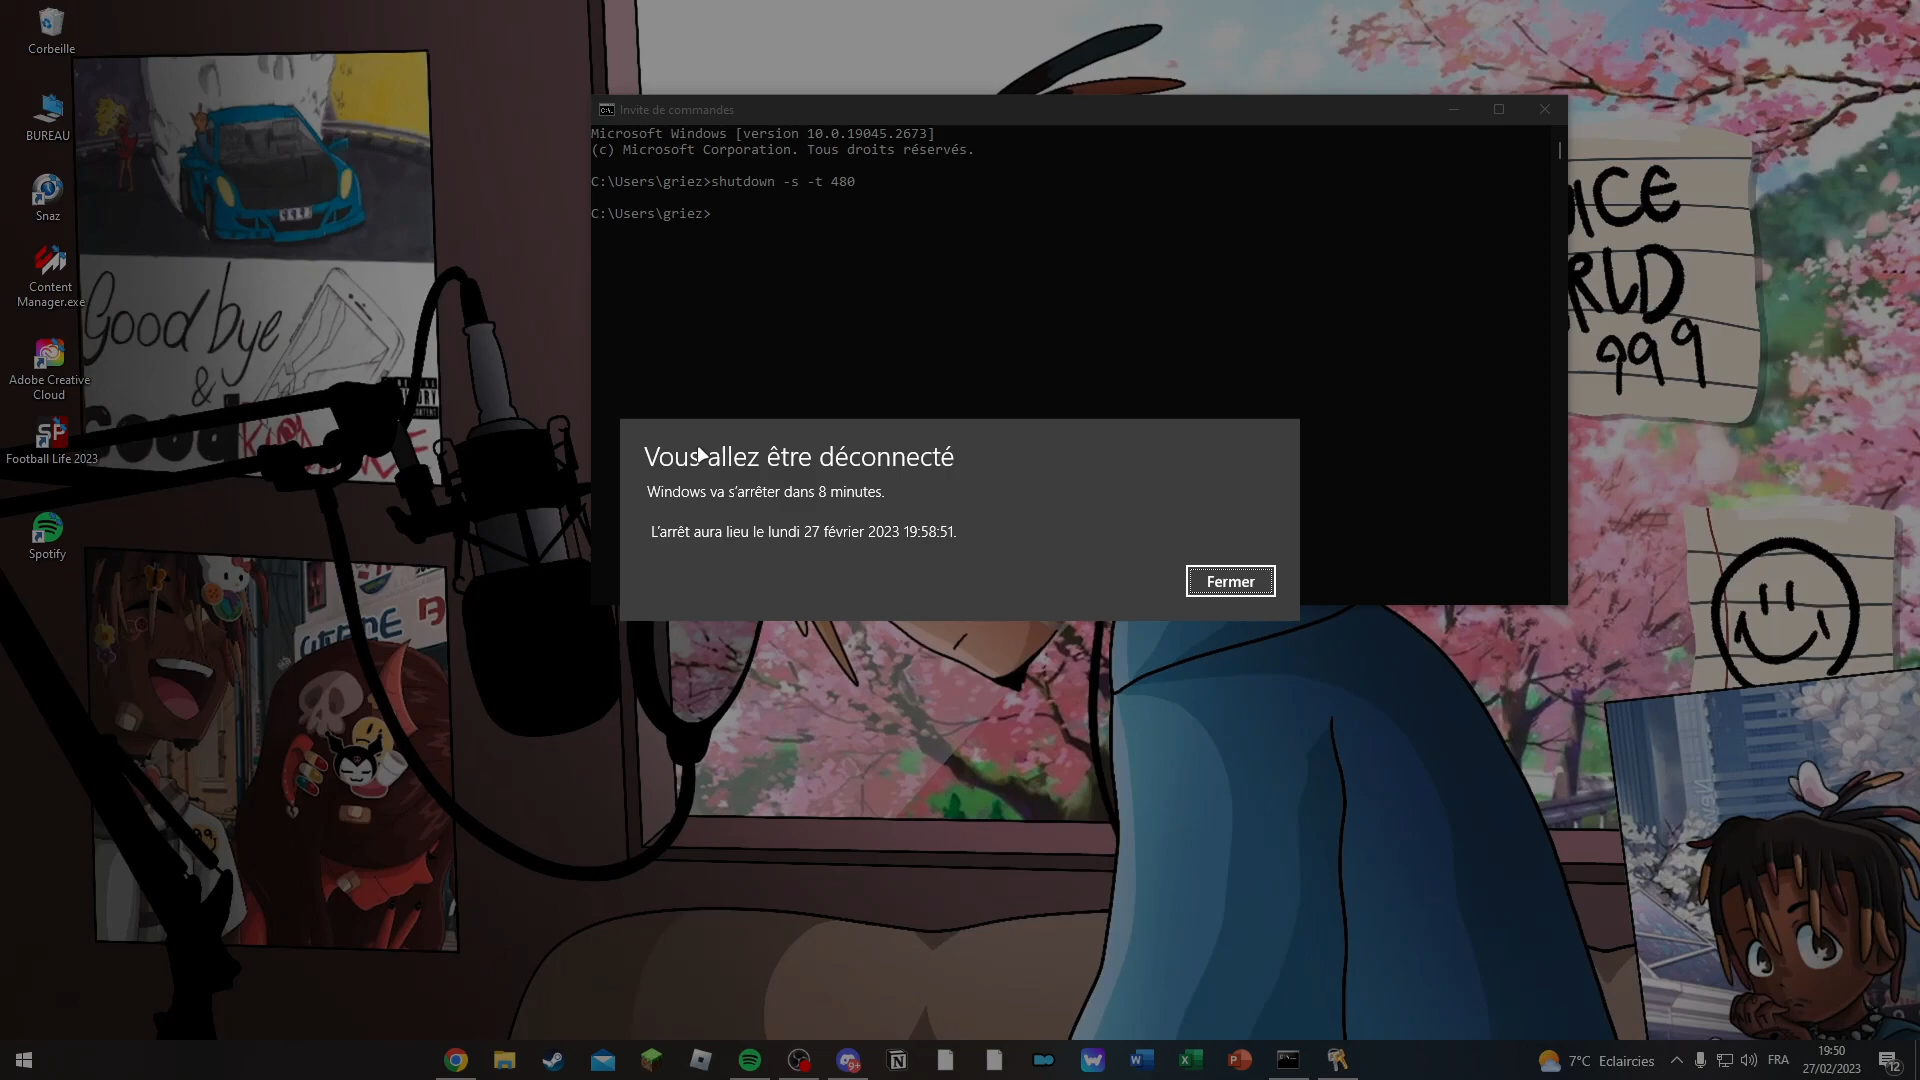 Corbeille
BUREAU
Snaz
Content
Manager.exe
Adobe Creative
Cloud
Football Life 2023
Spotify
Goodbye
&
Good
Invite de commandes
Microsoft Windows [version 10.0.19045.2673]
(c) Microsoft Corporation. Tous droits réservés.
C:\Users\griez>shutdown -s -t 480
C:\Users\griez>
Vous allez être déconnecté
Windows va s'arrêter dans 8 minutes.
L'arrêt aura lieu le lundi 27 février 2023 19:58:51.
Fermer
999
7°C Eclaircies
FRA
19:50
27/02/2023
12